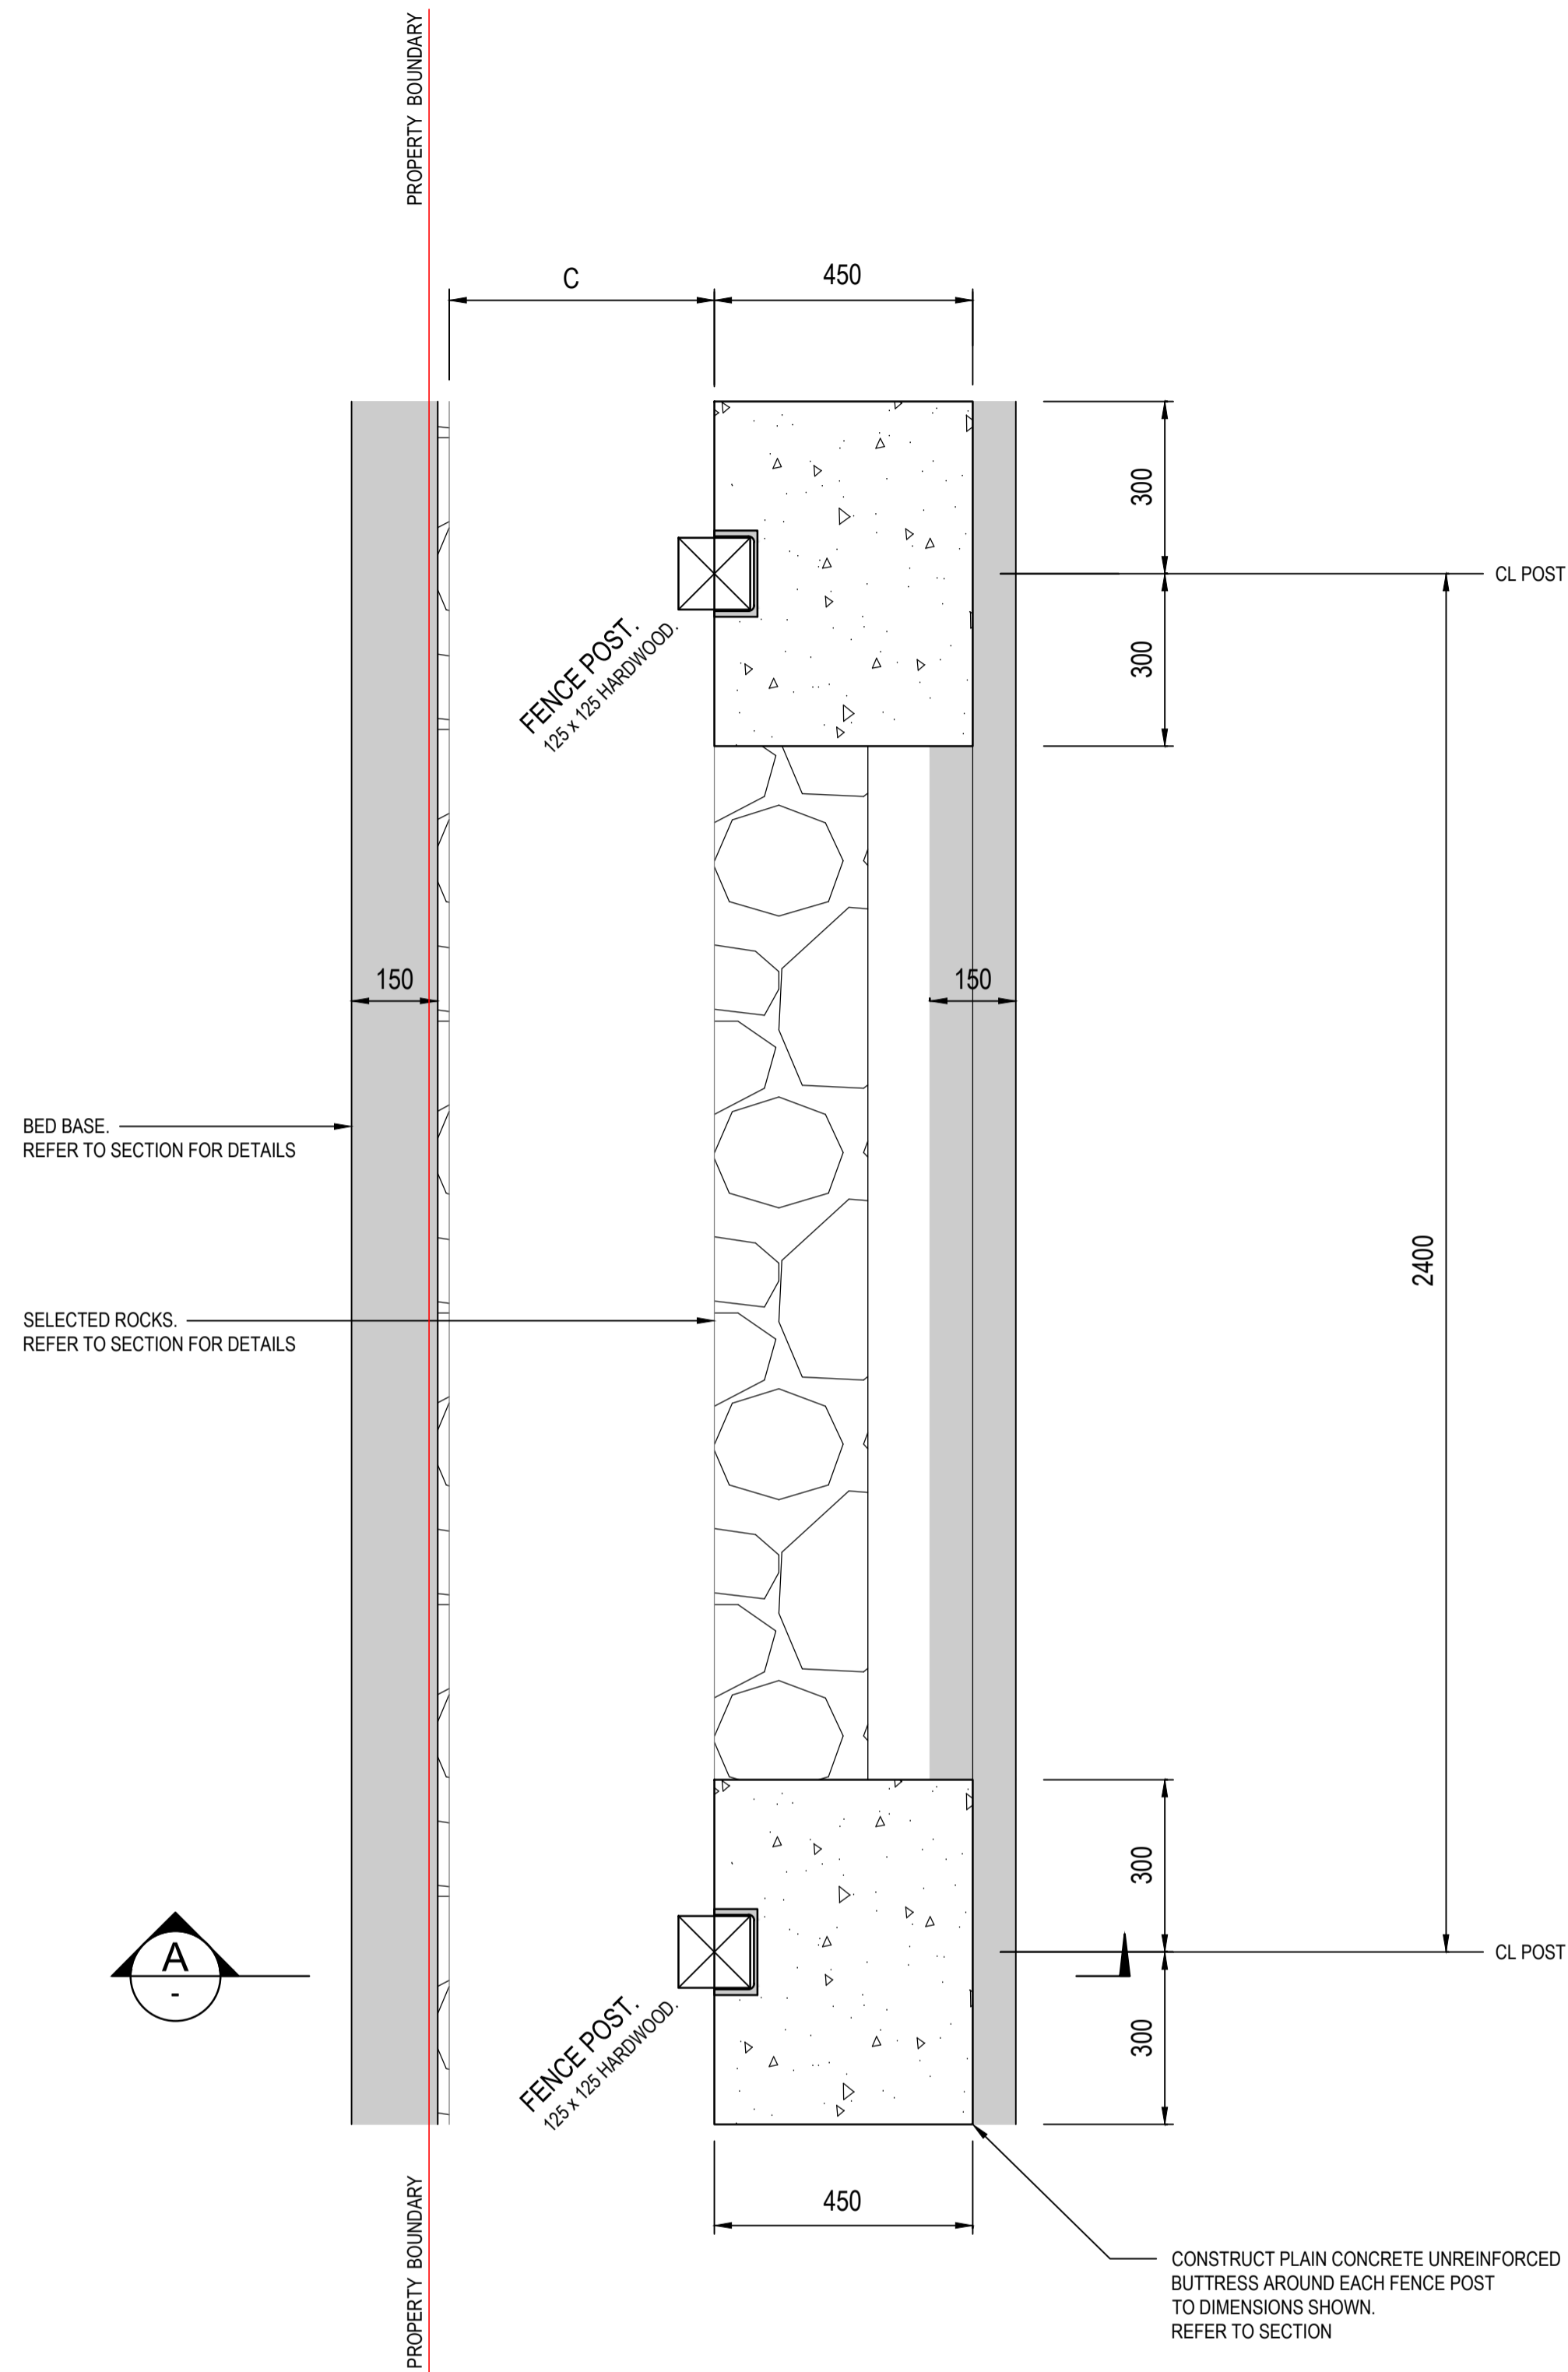 PROPERTY BOUNDARY
C
450
300
CL POST
FENCE POST.
125 x 125 HARDWOOD.
300
150
150
BED BASE.
REFER TO SECTION FOR DETAILS
2400
SELECTED ROCKS.
REFER TO SECTION FOR DETAILS
300
A
-
CL POST
FENCE POST.
125 x 125 HARDWOOD.
300
450
PROPERTY BOUNDARY
CONSTRUCT PLAIN CONCRETE UNREINFORCED
BUTTRESS AROUND EACH FENCE POST
TO DIMENSIONS SHOWN.
REFER TO SECTION